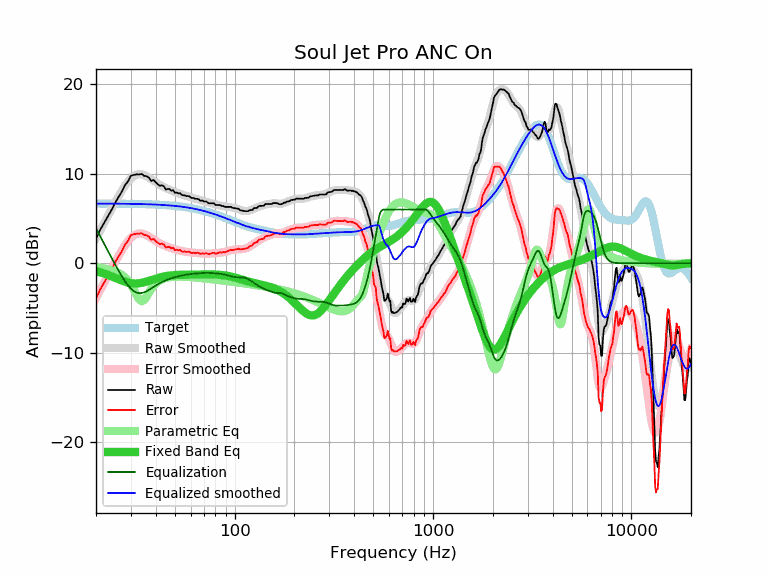 Soul Jet Pro ANC On
20
10
0
−10
−20
Amplitude (dBr)
Target
Raw Smoothed
Error Smoothed
Raw
Error
Parametric Eq
Fixed Band Eq
Equalization
Equalized smoothed
100
1000
10000
Frequency (Hz)